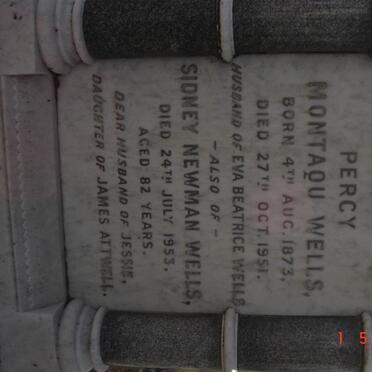 PERCY
MONTAQU WELLS,
BORN 4TH AUG. 1873,
DIED 27TH OCT. 1951.
HUSBAND OF EVA BEATRICE WELLS
– ALSO OF –
SIDNEY NEWMAN WELLS,
DIED 24TH JULY 1953.
AGED 82 YEARS.
DEAR HUSBAND OF JESSIE,
DAUGHTER OF JAMES ATTWELL.
1 5